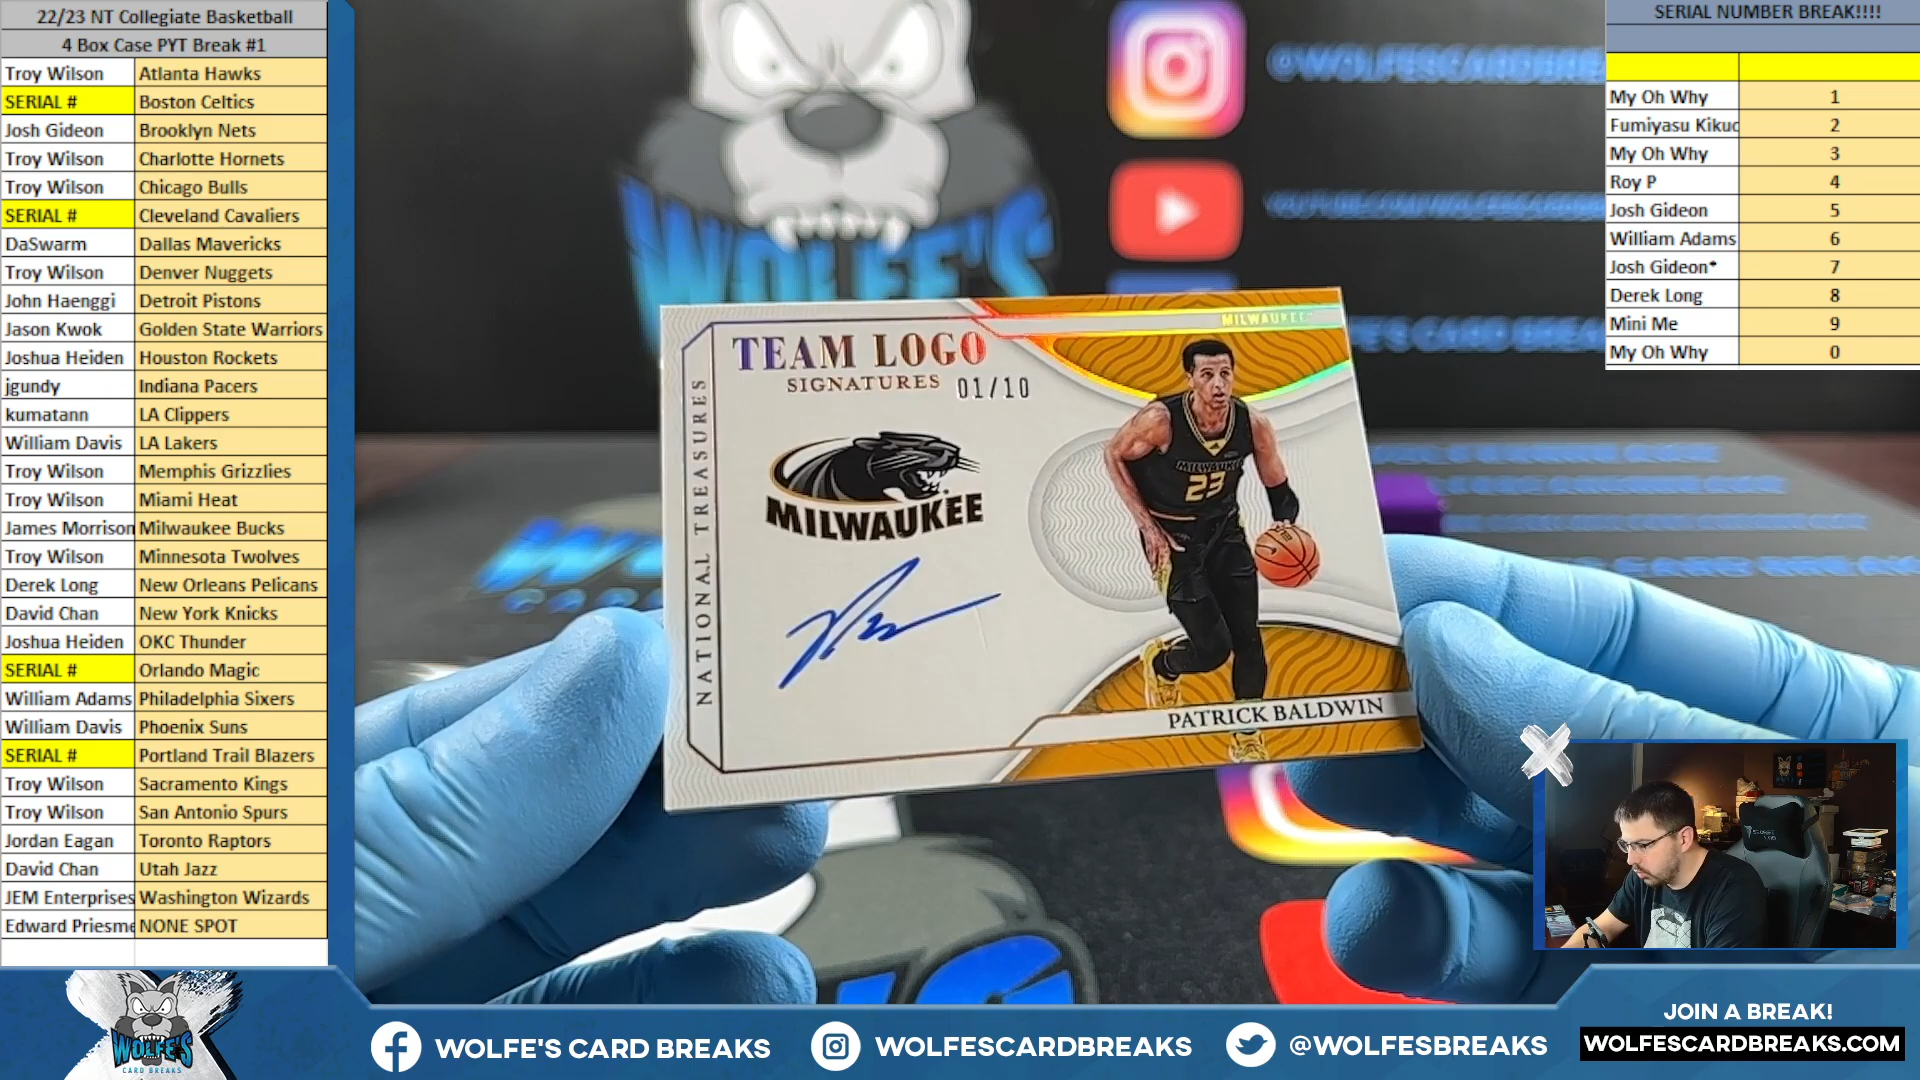 22/23 NT Collegiate Basketball
4 Box Case PYT Break #1
Troy Wilson Atlanta Hawks
SERIAL # Boston Celtics
Josh Gideon Brooklyn Nets
Troy Wilson Charlotte Hornets
Troy Wilson Chicago Bulls
SERIAL # Cleveland Cavaliers
DaSwarm Dallas Mavericks
Troy Wilson Denver Nuggets
John Haenggi Detroit Pistons
Jason Kwok Golden State Warriors
Joshua Heiden Houston Rockets
jgundy Indiana Pacers
kumatann LA Clippers
William Davis LA Lakers
Troy Wilson Memphis Grizzlies
Troy Wilson Miami Heat
James Morrison Milwaukee Bucks
Troy Wilson Minnesota Twolves
Derek Long New Orleans Pelicans
David Chan New York Knicks
Joshua Heiden OKC Thunder
SERIAL # Orlando Magic
William Adams Philadelphia Sixers
William Davis Phoenix Suns
SERIAL # Portland Trail Blazers
Troy Wilson Sacramento Kings
Troy Wilson San Antonio Spurs
Jordan Eagan Toronto Raptors
David Chan Utah Jazz
JEM Enterprises Washington Wizards
Edward Priesme NONE SPOT
WOLFE'S
MILWAUKEE
TEAM LOGO
SIGNATURES 01/10
NATIONAL TREASURES
MILWAUKEE
MILWAUKEE
23
PATRICK BALDWIN
SERIAL NUMBER BREAK!!!!
My Oh Why 1
Fumiyasu Kikuc 2
My Oh Why 3
Roy P 4
Josh Gideon 5
William Adams 6
Josh Gideon* 7
Derek Long 8
Mini Me 9
My Oh Why 0
WOLFE'S
CARD BREAKS
WOLFE'S CARD BREAKS
WOLFESCARDBREAKS
@WOLFESBREAKS
JOIN A BREAK!
WOLFESCARDBREAKS.COM